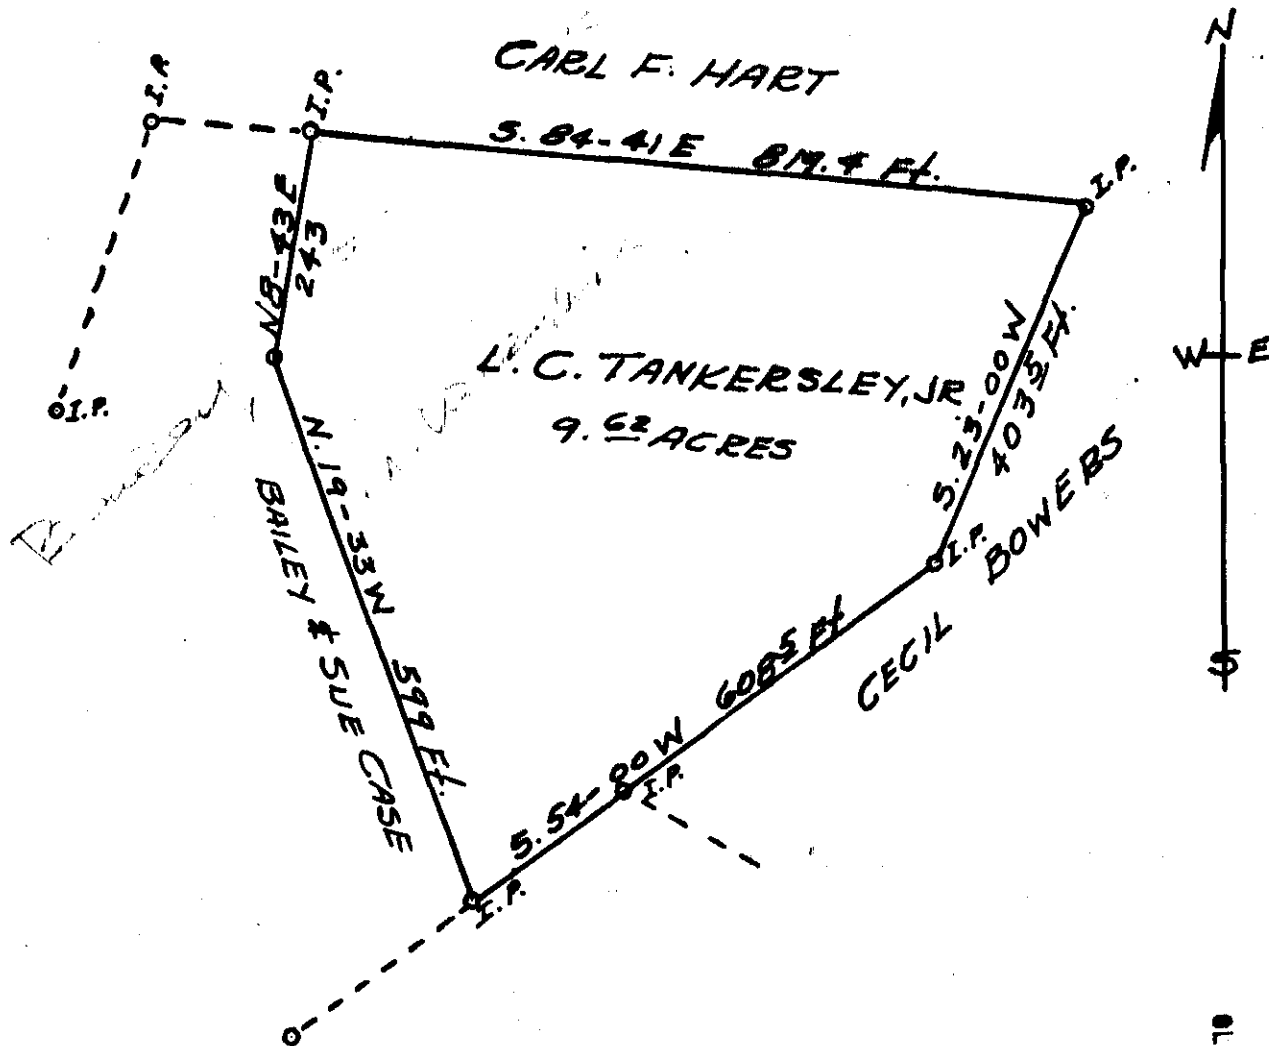 N
CARL F. HART
I.P.
I.P.
S. 84-41 E 819.4 Ft.
I.P.
N8-43E
243
L. C. TANKERSLEY, JR
9.62 ACRES
S. 23-00 W
403 5 Ft.
W E
I.P.
N. 19-33 W
599 Ft.
BAILEY & SUE CASE
I.P.
CECIL BOWERS
S. 54-00 W 608 5 Ft
I.P.
I.P.
S